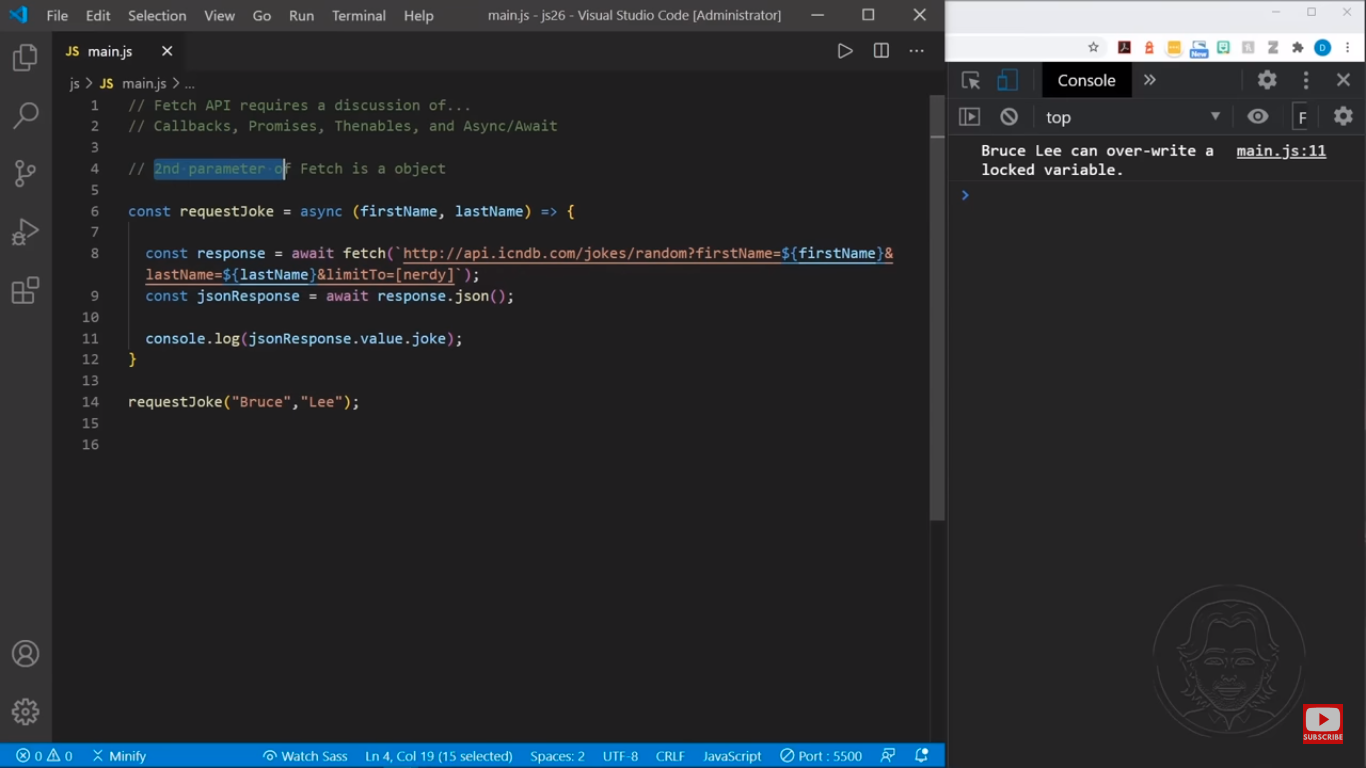 File Edit Selection View Go Run Terminal Help main.js - js26 - Visual Studio Code [Administrator]
JS main.js
js > JS main.js > ...
1 // Fetch API requires a discussion of...
2 // Callbacks, Promises, Thenables, and Async/Await
3
4 // 2nd parameter of Fetch is a object
5
6 const requestJoke = async (firstName, lastName) => {
7
8 const response = await fetch(`http://api.icndb.com/jokes/random?firstName=${firstName}&
lastName=${lastName}&limitTo=[nerdy]`);
9 const jsonResponse = await response.json();
10
11 console.log(jsonResponse.value.joke);
12 }
13
14 requestJoke("Bruce","Lee");
15
16
0 0 Minify Watch Sass Ln 4, Col 19 (15 selected) Spaces: 2 UTF-8 CRLF JavaScript Port : 5500
New Z D
Console
top F
Bruce Lee can over-write a main.js:11
locked variable.
SUBSCRIBE